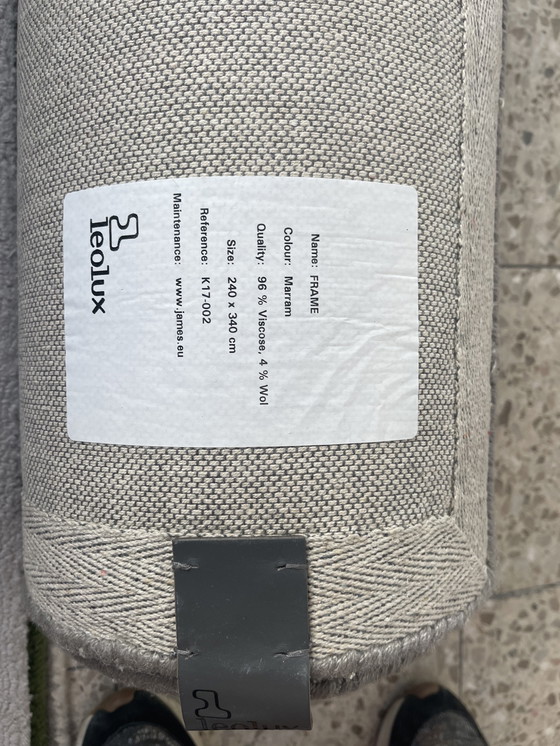 Name: FRAME
Colour: Marram
Quality: 96 % Viscose, 4 % Wol
Size: 240 x 340 cm
Reference: K17-002
Maintenance: www.james.eu
leolux
leolux